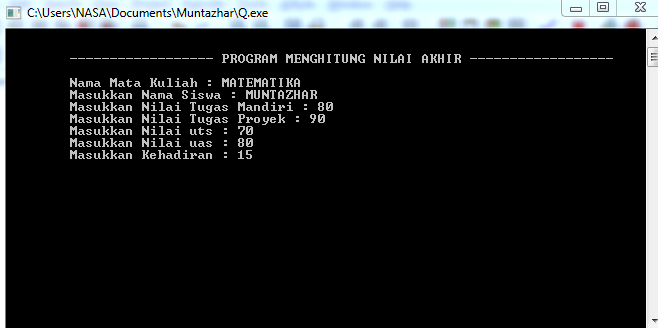 C:\Users\NASA\Documents\Muntazhar\Q.exe
------------------ PROGRAM MENGHITUNG NILAI AKHIR ------------------
Nama Mata Kuliah : MATEMATIKA
Masukkan Nama Siswa : MUNTAZHAR
Masukkan Nilai Tugas Mandiri : 80
Masukkan Nilai Tugas Proyek : 90
Masukkan Nilai uts : 70
Masukkan Nilai uas : 80
Masukkan Kehadiran : 15